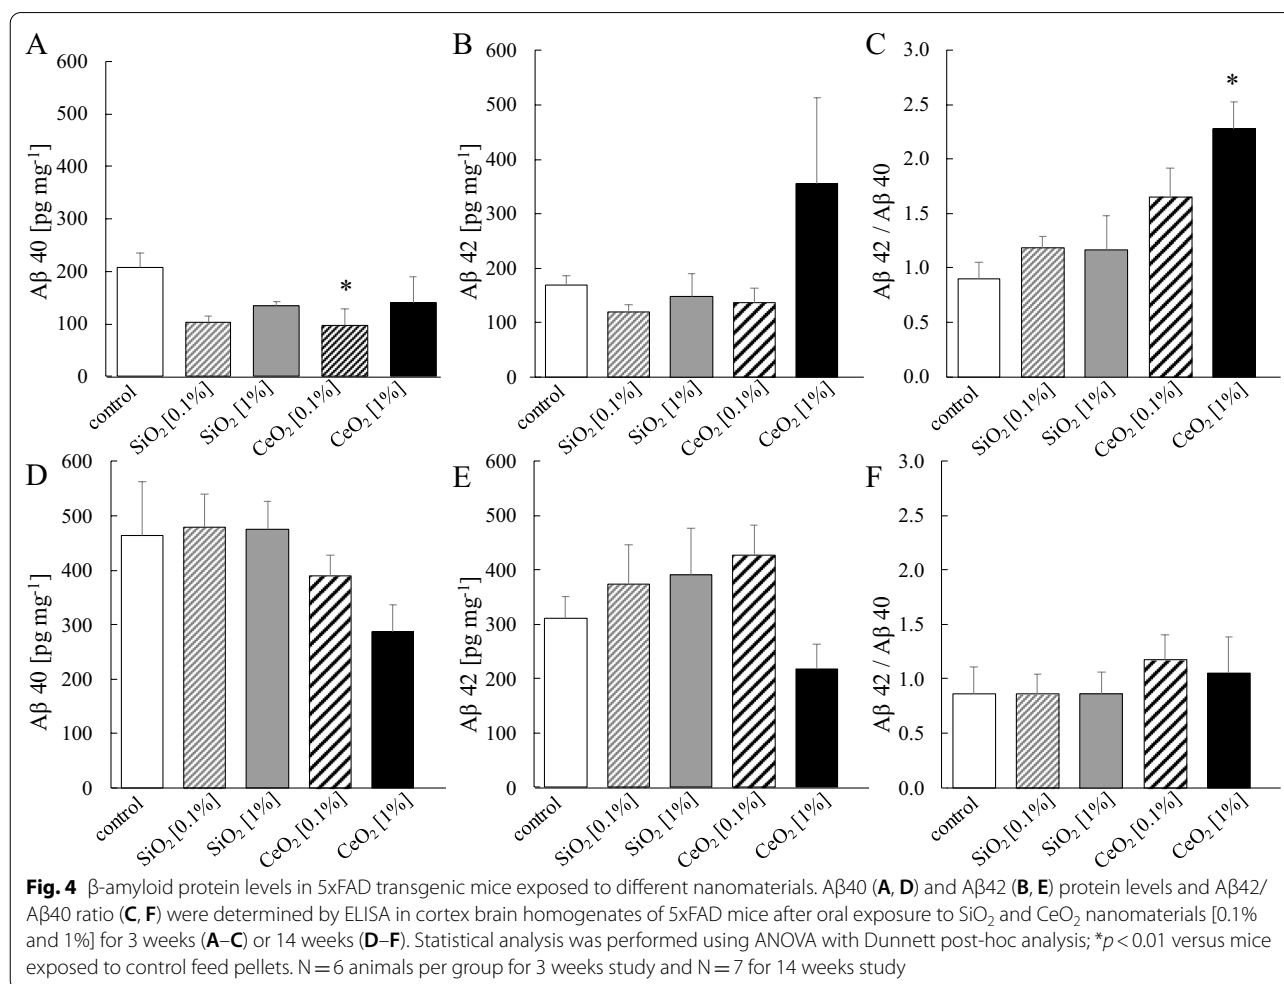 A
600
500
400
300
200
100
0
Aβ 40 [pg mg⁻¹]
*
control
SiO₂ [0.1%]
SiO₂ [1%]
CeO₂ [0.1%]
CeO₂ [1%]
B
600
500
400
300
200
100
0
Aβ 42 [pg mg⁻¹]
control
SiO₂ [0.1%]
SiO₂ [1%]
CeO₂ [0.1%]
CeO₂ [1%]
C
3.0
2.5
2.0
1.5
1.0
0.5
0.0
Aβ 42 / Aβ 40
*
control
SiO₂ [0.1%]
SiO₂ [1%]
CeO₂ [0.1%]
CeO₂ [1%]
D
600
500
400
300
200
100
0
Aβ 40 [pg mg⁻¹]
control
SiO₂ [0.1%]
SiO₂ [1%]
CeO₂ [0.1%]
CeO₂ [1%]
E
600
500
400
300
200
100
0
Aβ 42 [pg mg⁻¹]
control
SiO₂ [0.1%]
SiO₂ [1%]
CeO₂ [0.1%]
CeO₂ [1%]
F
3.0
2.5
2.0
1.5
1.0
0.5
0.0
Aβ 42 / Aβ 40
control
SiO₂ [0.1%]
SiO₂ [1%]
CeO₂ [0.1%]
CeO₂ [1%]
Fig. 4 β-amyloid protein levels in 5xFAD transgenic mice exposed to different nanomaterials. Aβ40 (A, D) and Aβ42 (B, E) protein levels and Aβ42/
Aβ40 ratio (C, F) were determined by ELISA in cortex brain homogenates of 5xFAD mice after oral exposure to SiO₂ and CeO₂ nanomaterials [0.1%
and 1%] for 3 weeks (A–C) or 14 weeks (D–F). Statistical analysis was performed using ANOVA with Dunnett post-hoc analysis; *p < 0.01 versus mice
exposed to control feed pellets. N = 6 animals per group for 3 weeks study and N = 7 for 14 weeks study